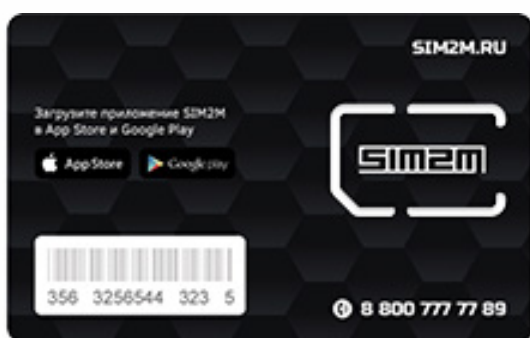 SIM2M.RU
Загрузите приложение SIM2M
в App Store и Google Play
App Store
Google play
SIM2M
356 3256544 323 5
8 800 777 77 89